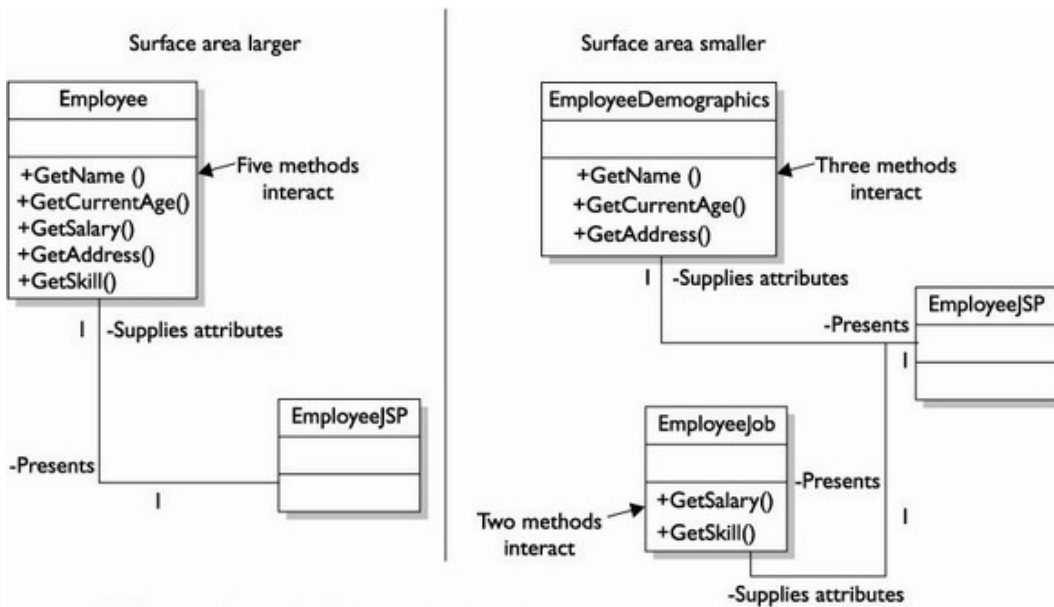 Surface area larger
Employee
+GetName ()
+GetCurrentAge()
+GetSalary()
+GetAddress()
+GetSkill()
Five methods
interact
1
-Supplies attributes
EmployeeJSP
-Presents
1
Surface area smaller
EmployeeDemographics
+GetName ()
+GetCurrentAge()
+GetAddress()
Three methods
interact
1
-Supplies attributes
EmployeeJSP
-Presents
1
EmployeeJob
+GetSalary()
+GetSkill()
-Presents
Two methods
interact
1
-Supplies attributes